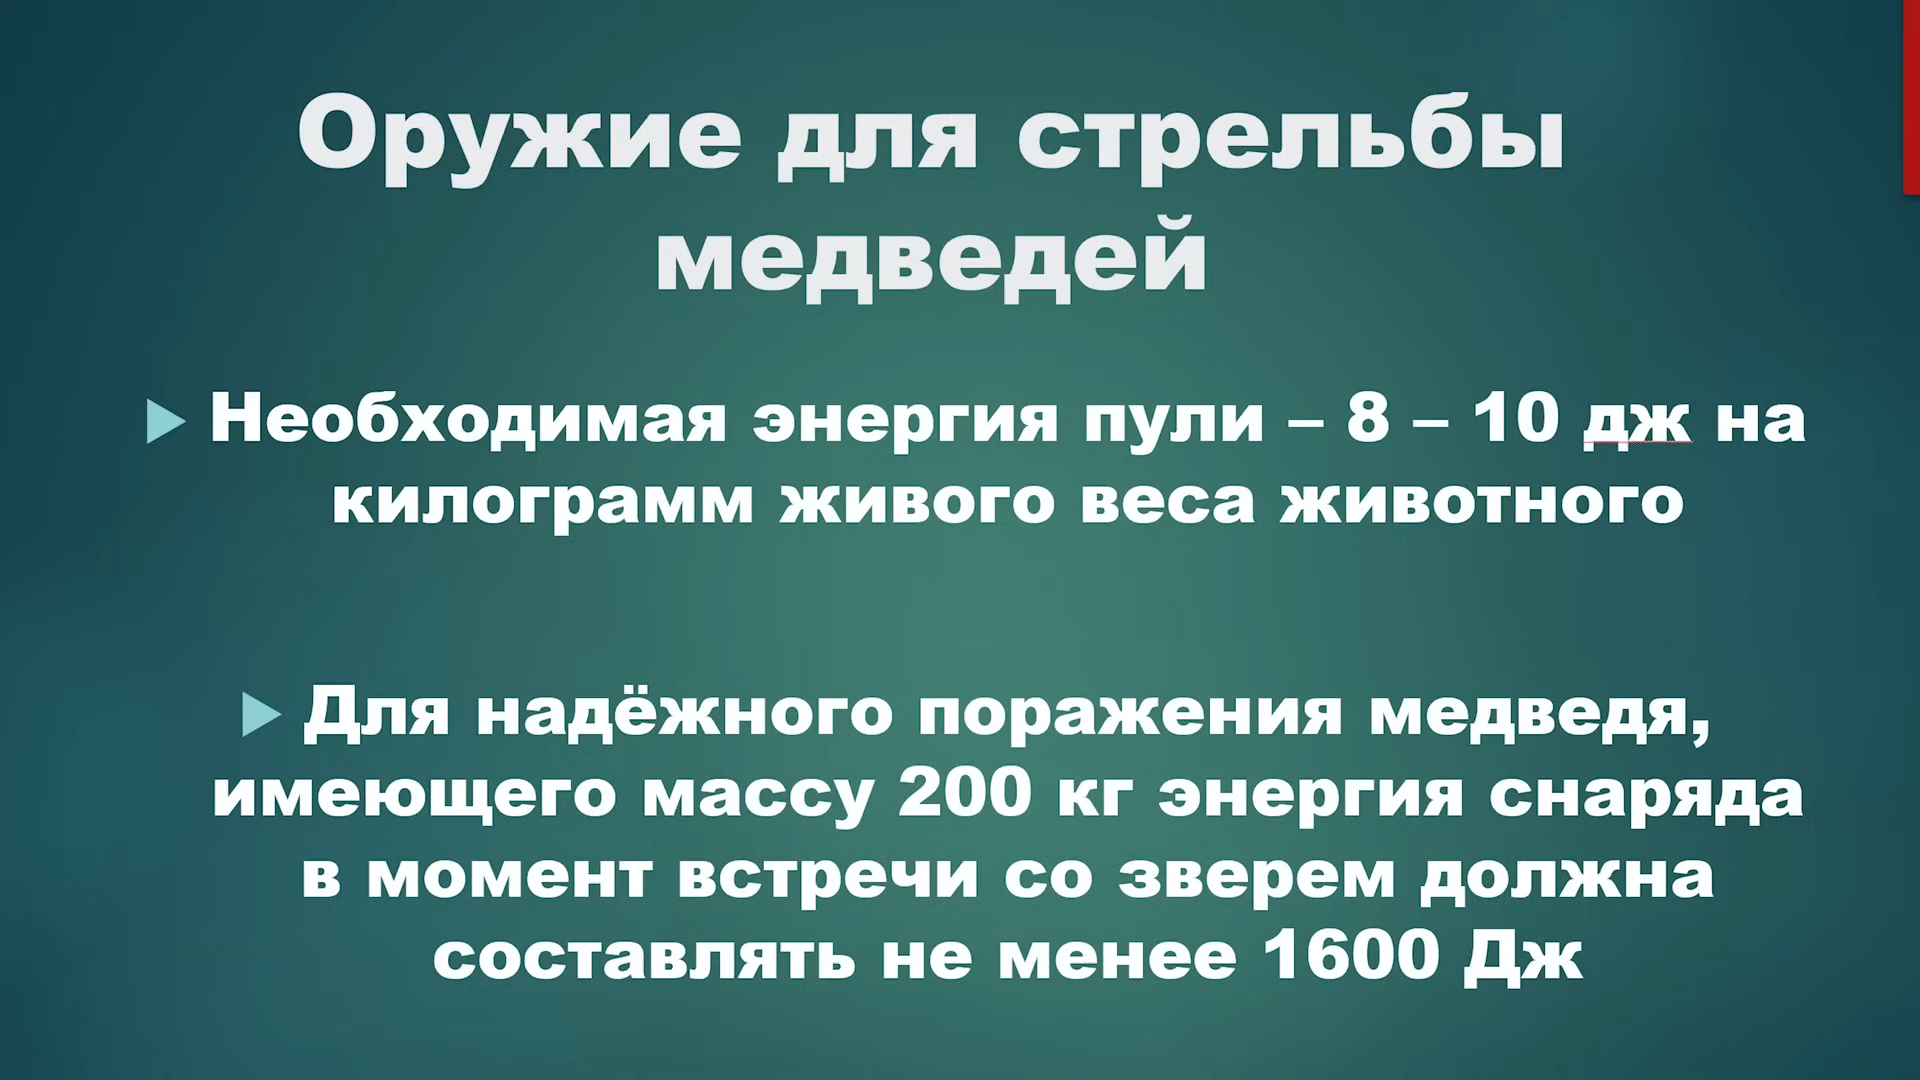 Оружие для стрельбы
медведей
Необходимая энергия пули – 8 – 10 дж на
килограмм живого веса животного
Для надёжного поражения медведя,
имеющего массу 200 кг энергия снаряда
в момент встречи со зверем должна
составлять не менее 1600 Дж